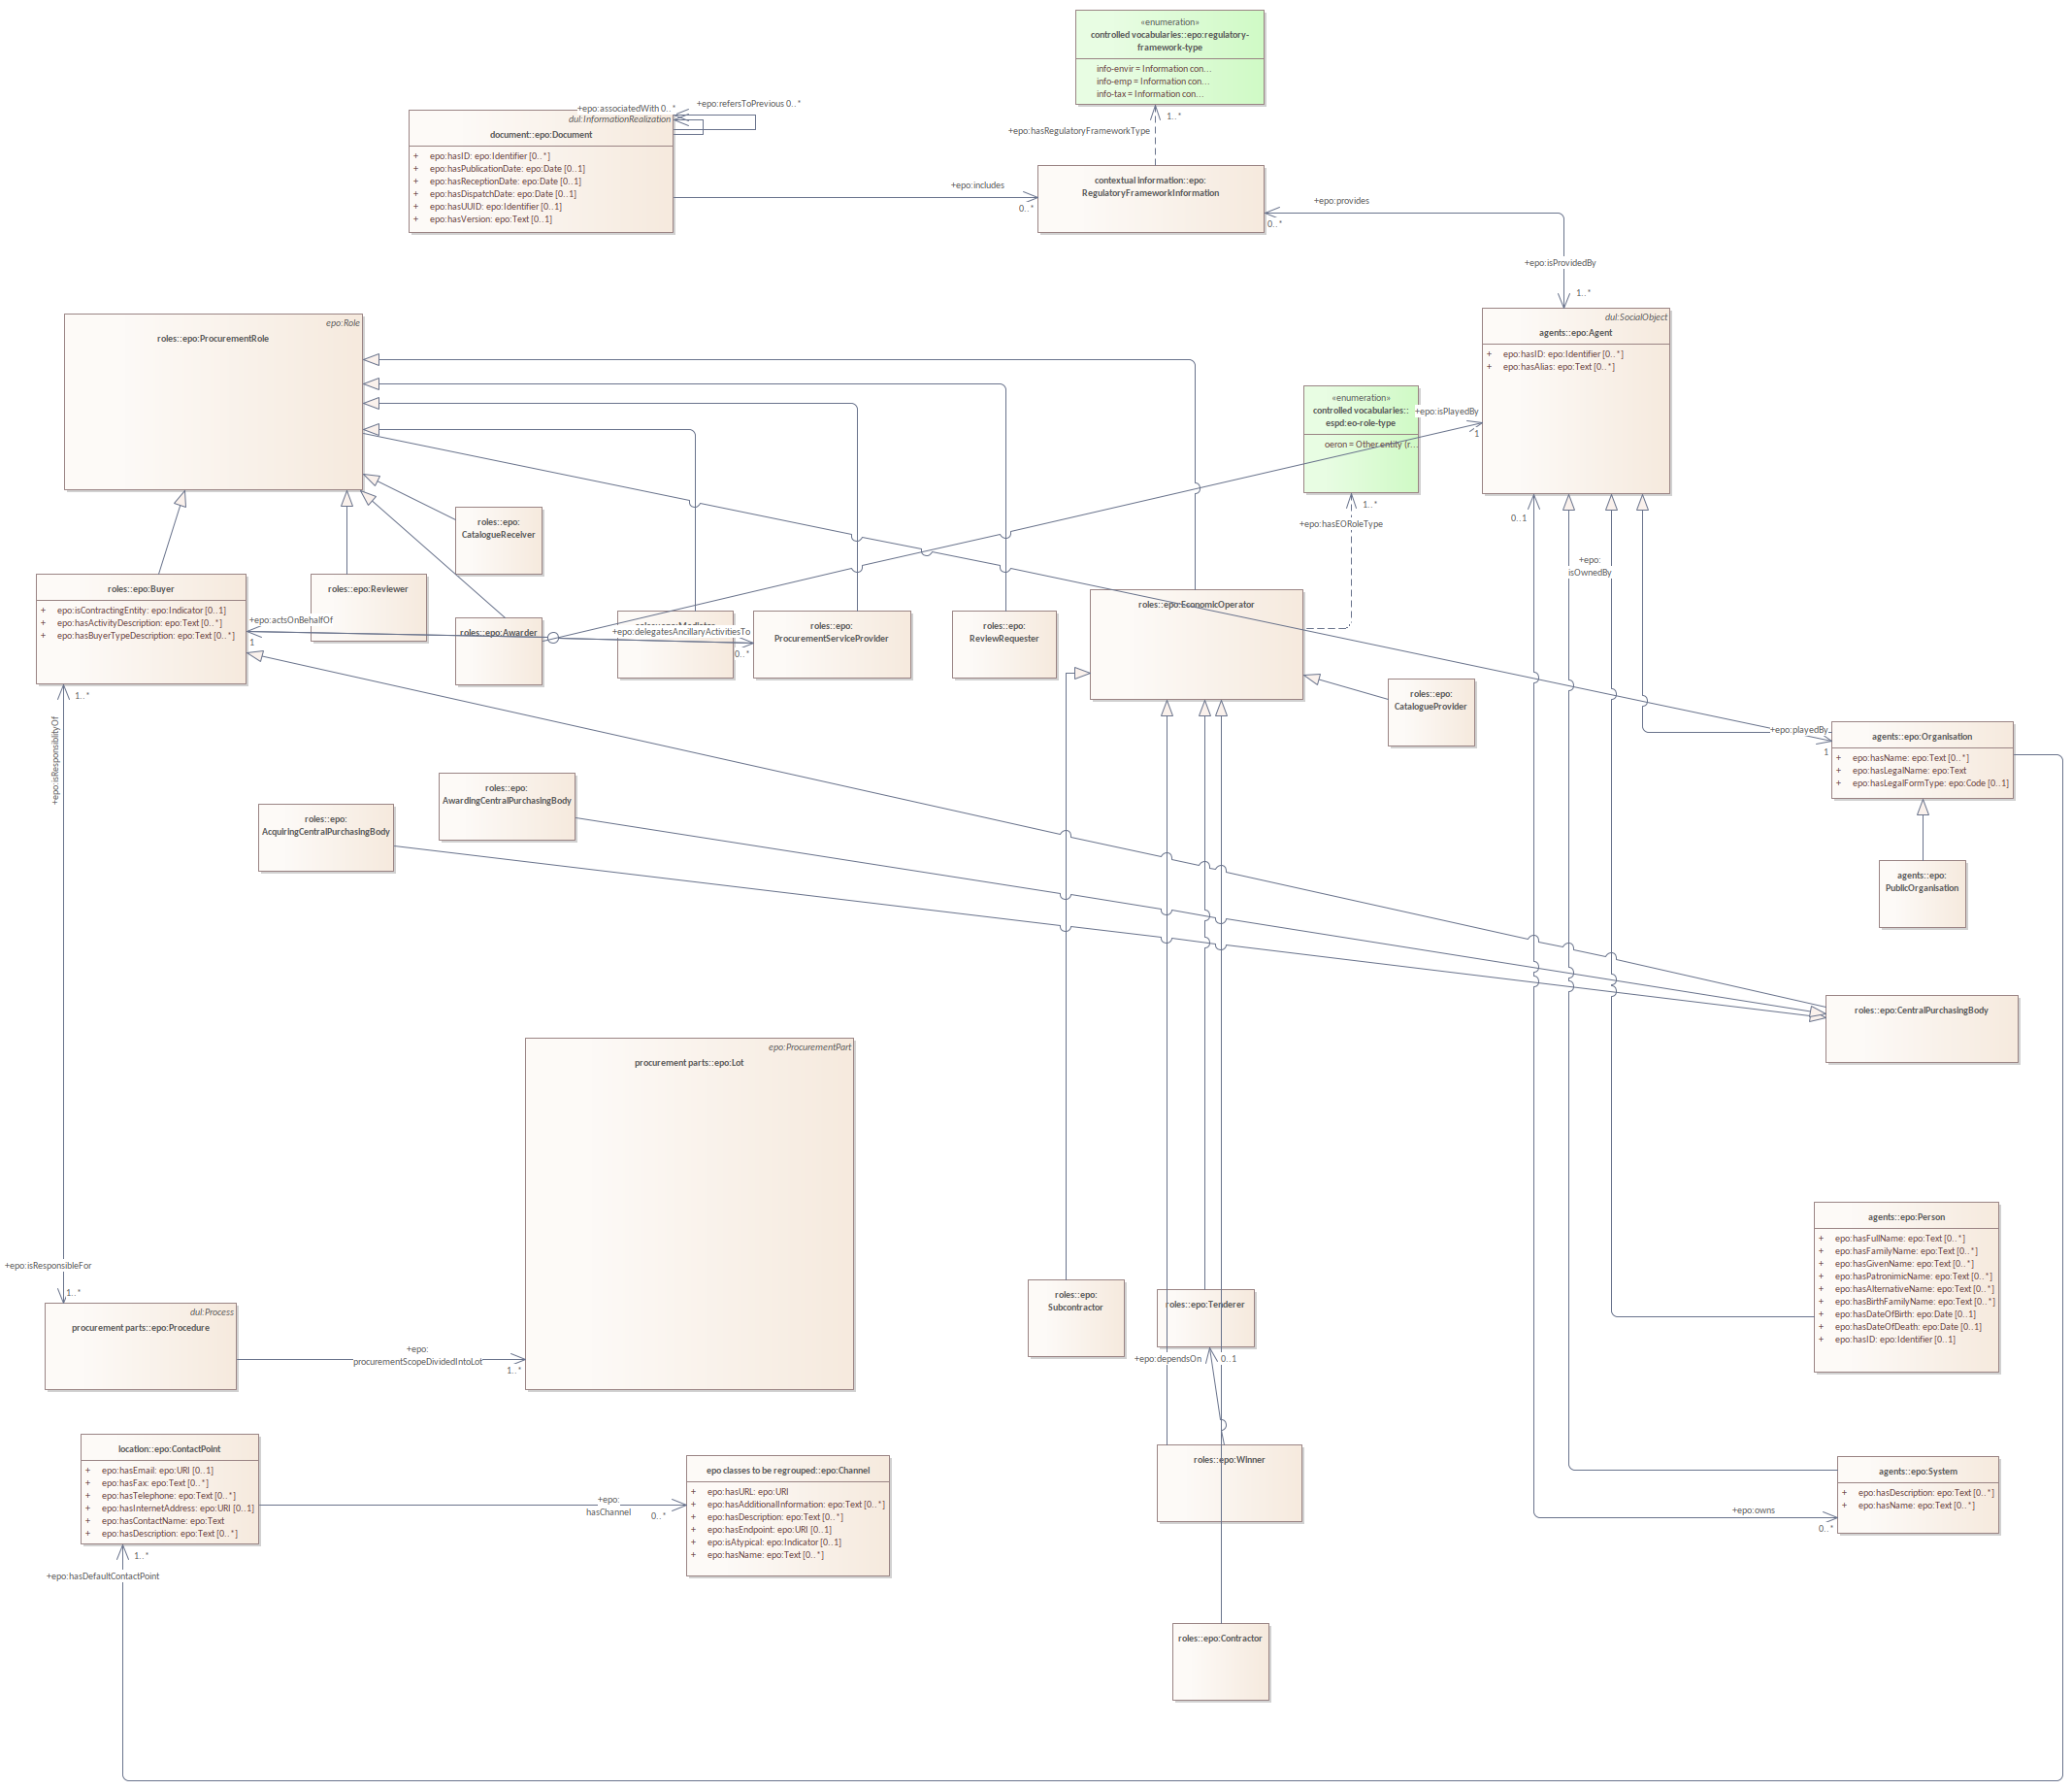 «enumeration»
controlled vocabularies::epo:regulatory-
framework-type
info-envir = Information con...
info-emp = Information con...
info-tax = Information con...
+epo:associatedWith 0..*
+epo:refersToPrevious 0..*
dul:InformationRealization
document::epo:Document
+ epo:hasID: epo:Identifier [0..*]
+ epo:hasPublicationDate: epo:Date [0..1]
+ epo:hasReceptionDate: epo:Date [0..1]
+ epo:hasDispatchDate: epo:Date [0..1]
+ epo:hasUUID: epo:Identifier [0..1]
+ epo:hasVersion: epo:Text [0..1]
1..*
+epo:hasRegulatoryFrameworkType
+epo:includes
0..*
contextual information::epo:
RegulatoryFrameworkInformation
+epo:provides
0..*
+epo:isProvidedBy
1..*
epo:Role
roles::epo:ProcurementRole
dul:SocialObject
agents::epo:Agent
+ epo:hasID: epo:Identifier [0..*]
+ epo:hasAlias: epo:Text [0..*]
«enumeration»
controlled vocabularies::
espd:eo-role-type
oeron = Other entity (r...
+epo:isPlayedBy
1
1..*
+epo:hasEORoleType
0..1
+epo:
isOwnedBy
roles::epo:
CatalogueReceiver
roles::epo:Buyer
+ epo:isContractingEntity: epo:Indicator [0..1]
+ epo:hasActivityDescription: epo:Text [0..*]
+ epo:hasBuyerTypeDescription: epo:Text [0..*]
roles::epo:Reviewer
+epo:actsOnBehalfOf
1
roles::epo:Awarder
+epo:delegatesAncillaryActivitiesTo
0..*
roles::epo:
ProcurementServiceProvider
roles::epo:
ReviewRequester
roles::epo:EconomicOperator
roles::epo:
CatalogueProvider
1..*
+epo:isResponsiblityOf
+epo:playedBy
1
agents::epo:Organisation
+ epo:hasName: epo:Text [0..*]
+ epo:hasLegalName: epo:Text
+ epo:hasLegalFormType: epo:Code [0..1]
roles::epo:
AwardingCentralPurchasingBody
roles::epo:
AcquiringCentralPurchasingBody
agents::epo:
PublicOrganisation
roles::epo:CentralPurchasingBody
epo:ProcurementPart
procurement parts::epo:Lot
agents::epo:Person
+ epo:hasFullName: epo:Text [0..*]
+ epo:hasFamilyName: epo:Text [0..*]
+ epo:hasGivenName: epo:Text [0..*]
+ epo:hasPatronimicName: epo:Text [0..*]
+ epo:hasAlternativeName: epo:Text [0..*]
+ epo:hasBirthFamilyName: epo:Text [0..*]
+ epo:hasDateOfBirth: epo:Date [0..1]
+ epo:hasDateOfDeath: epo:Date [0..1]
+ epo:hasID: epo:Identifier [0..1]
+epo:isResponsibleFor
1..*
dul:Process
procurement parts::epo:Procedure
+epo:
procurementScopeDividedIntoLot
1..*
roles::epo:
Subcontractor
roles::epo:Tenderer
+epo:dependsOn
0..1
location::epo:ContactPoint
+ epo:hasEmail: epo:URI [0..1]
+ epo:hasFax: epo:Text [0..*]
+ epo:hasTelephone: epo:Text [0..*]
+ epo:hasInternetAddress: epo:URI [0..1]
+ epo:hasContactName: epo:Text
+ epo:hasDescription: epo:Text [0..*]
+epo:
hasChannel
0..*
epo classes to be regrouped::epo:Channel
+ epo:hasURL: epo:URI
+ epo:hasAdditionalInformation: epo:Text [0..*]
+ epo:hasDescription: epo:Text [0..*]
+ epo:hasEndpoint: epo:URI [0..1]
+ epo:isAtypical: epo:Indicator [0..1]
+ epo:hasName: epo:Text [0..*]
roles::epo:Winner
agents::epo:System
+ epo:hasDescription: epo:Text [0..*]
+ epo:hasName: epo:Text [0..*]
+epo:owns
0..*
1..*
+epo:hasDefaultContactPoint
roles::epo:Contractor